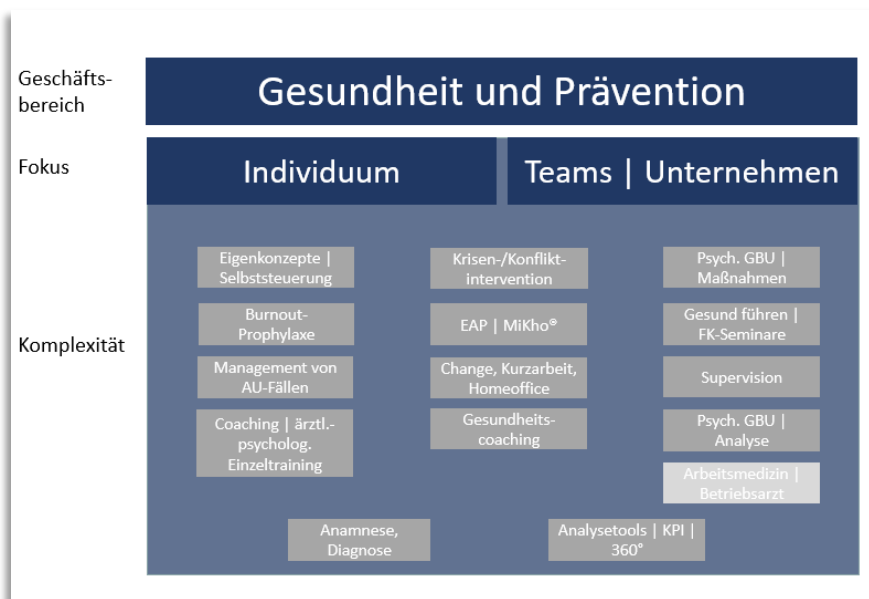 Geschäfts-
bereich
Gesundheit und Prävention
Fokus
Individuum
Teams | Unternehmen
Komplexität
Eigenkonzepte |
Selbststeuerung
Krisen-/Konflikt-
intervention
Psych. GBU |
Maßnahmen
Burnout-
Prophylaxe
EAP | MiKho®
Gesund führen |
FK-Seminare
Management von
AU-Fällen
Change, Kurzarbeit,
Homeoffice
Supervision
Coaching | ärztl.-
psycholog.
Einzeltraining
Gesundheits-
coaching
Psych. GBU |
Analyse
Arbeitsmedizin |
Betriebsarzt
Anamnese,
Diagnose
Analysetools | KPI |
360°